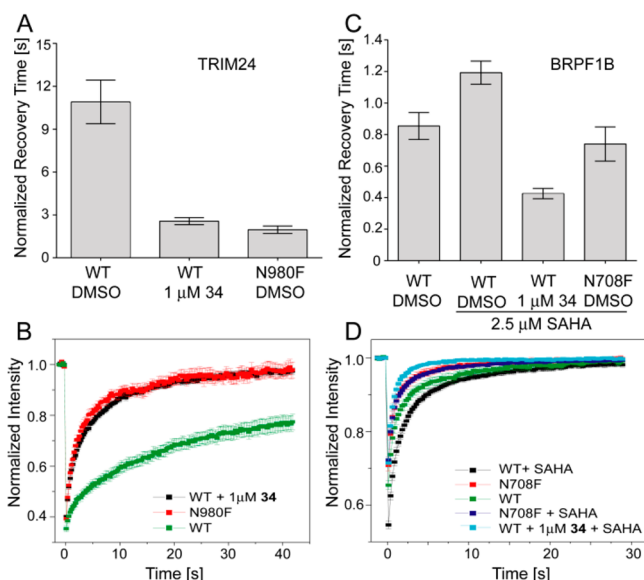 A
TRIM24
Normalized Recovery Time [s]
15
12
9
6
3
0
WT
DMSO
WT
1 μM 34
N980F
DMSO
C
BRPF1B
Normalized Recovery Time [s]
1.4
1.2
1.0
0.8
0.6
0.4
0.2
0
WT
DMSO
WT
DMSO
WT
1 μM 34
N708F
DMSO
2.5 μM SAHA
B
Normalized Intensity
1.0
0.8
0.6
0.4
WT + 1μM 34
N980F
WT
0
10
20
30
40
Time [s]
D
Normalized Intensity
1.0
0.9
0.8
0.7
0.6
WT+ SAHA
N708F
WT
N708F + SAHA
WT + 1μM 34 + SAHA
0
10
20
30
Time [s]